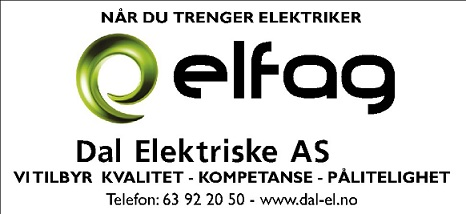 NÅR DU TRENGER ELEKTRIKER
elfag
Dal Elektriske AS
VI TILBYR KVALITET - KOMPETANSE - PÅLITELIGHET
Telefon: 63 92 20 50 - www.dal-el.no